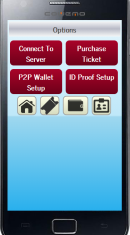 Options
Connect To
Server
Purchase
Ticket
P2P Wallet
Setup
ID Proof Setup